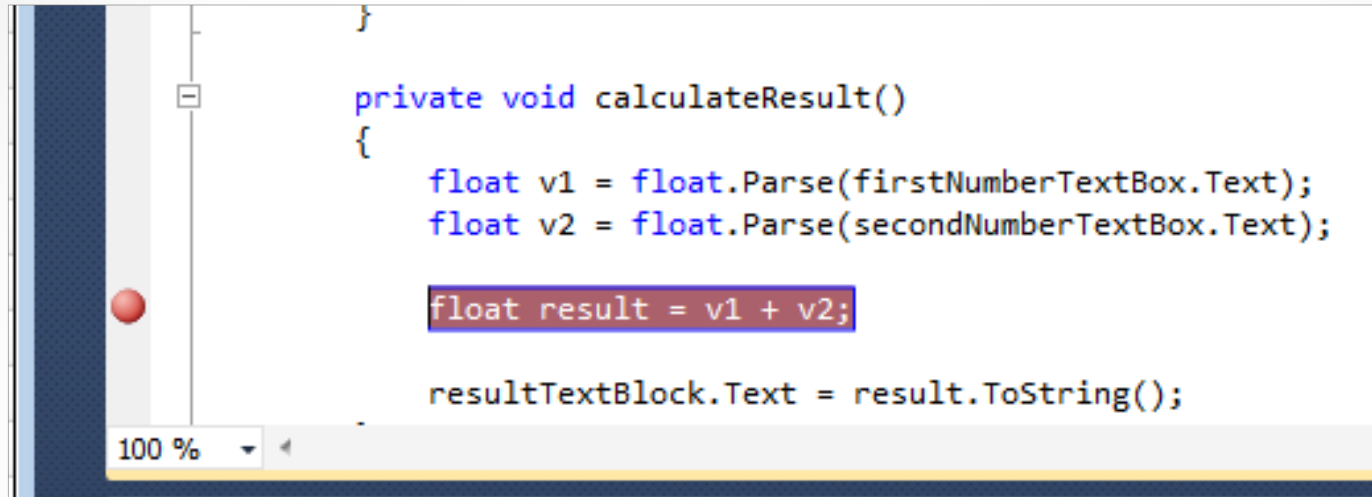 }
private void calculateResult()
{
float v1 = float.Parse(firstNumberTextBox.Text);
float v2 = float.Parse(secondNumberTextBox.Text);
float result = v1 + v2;
resultTextBlock.Text = result.ToString();
100 %